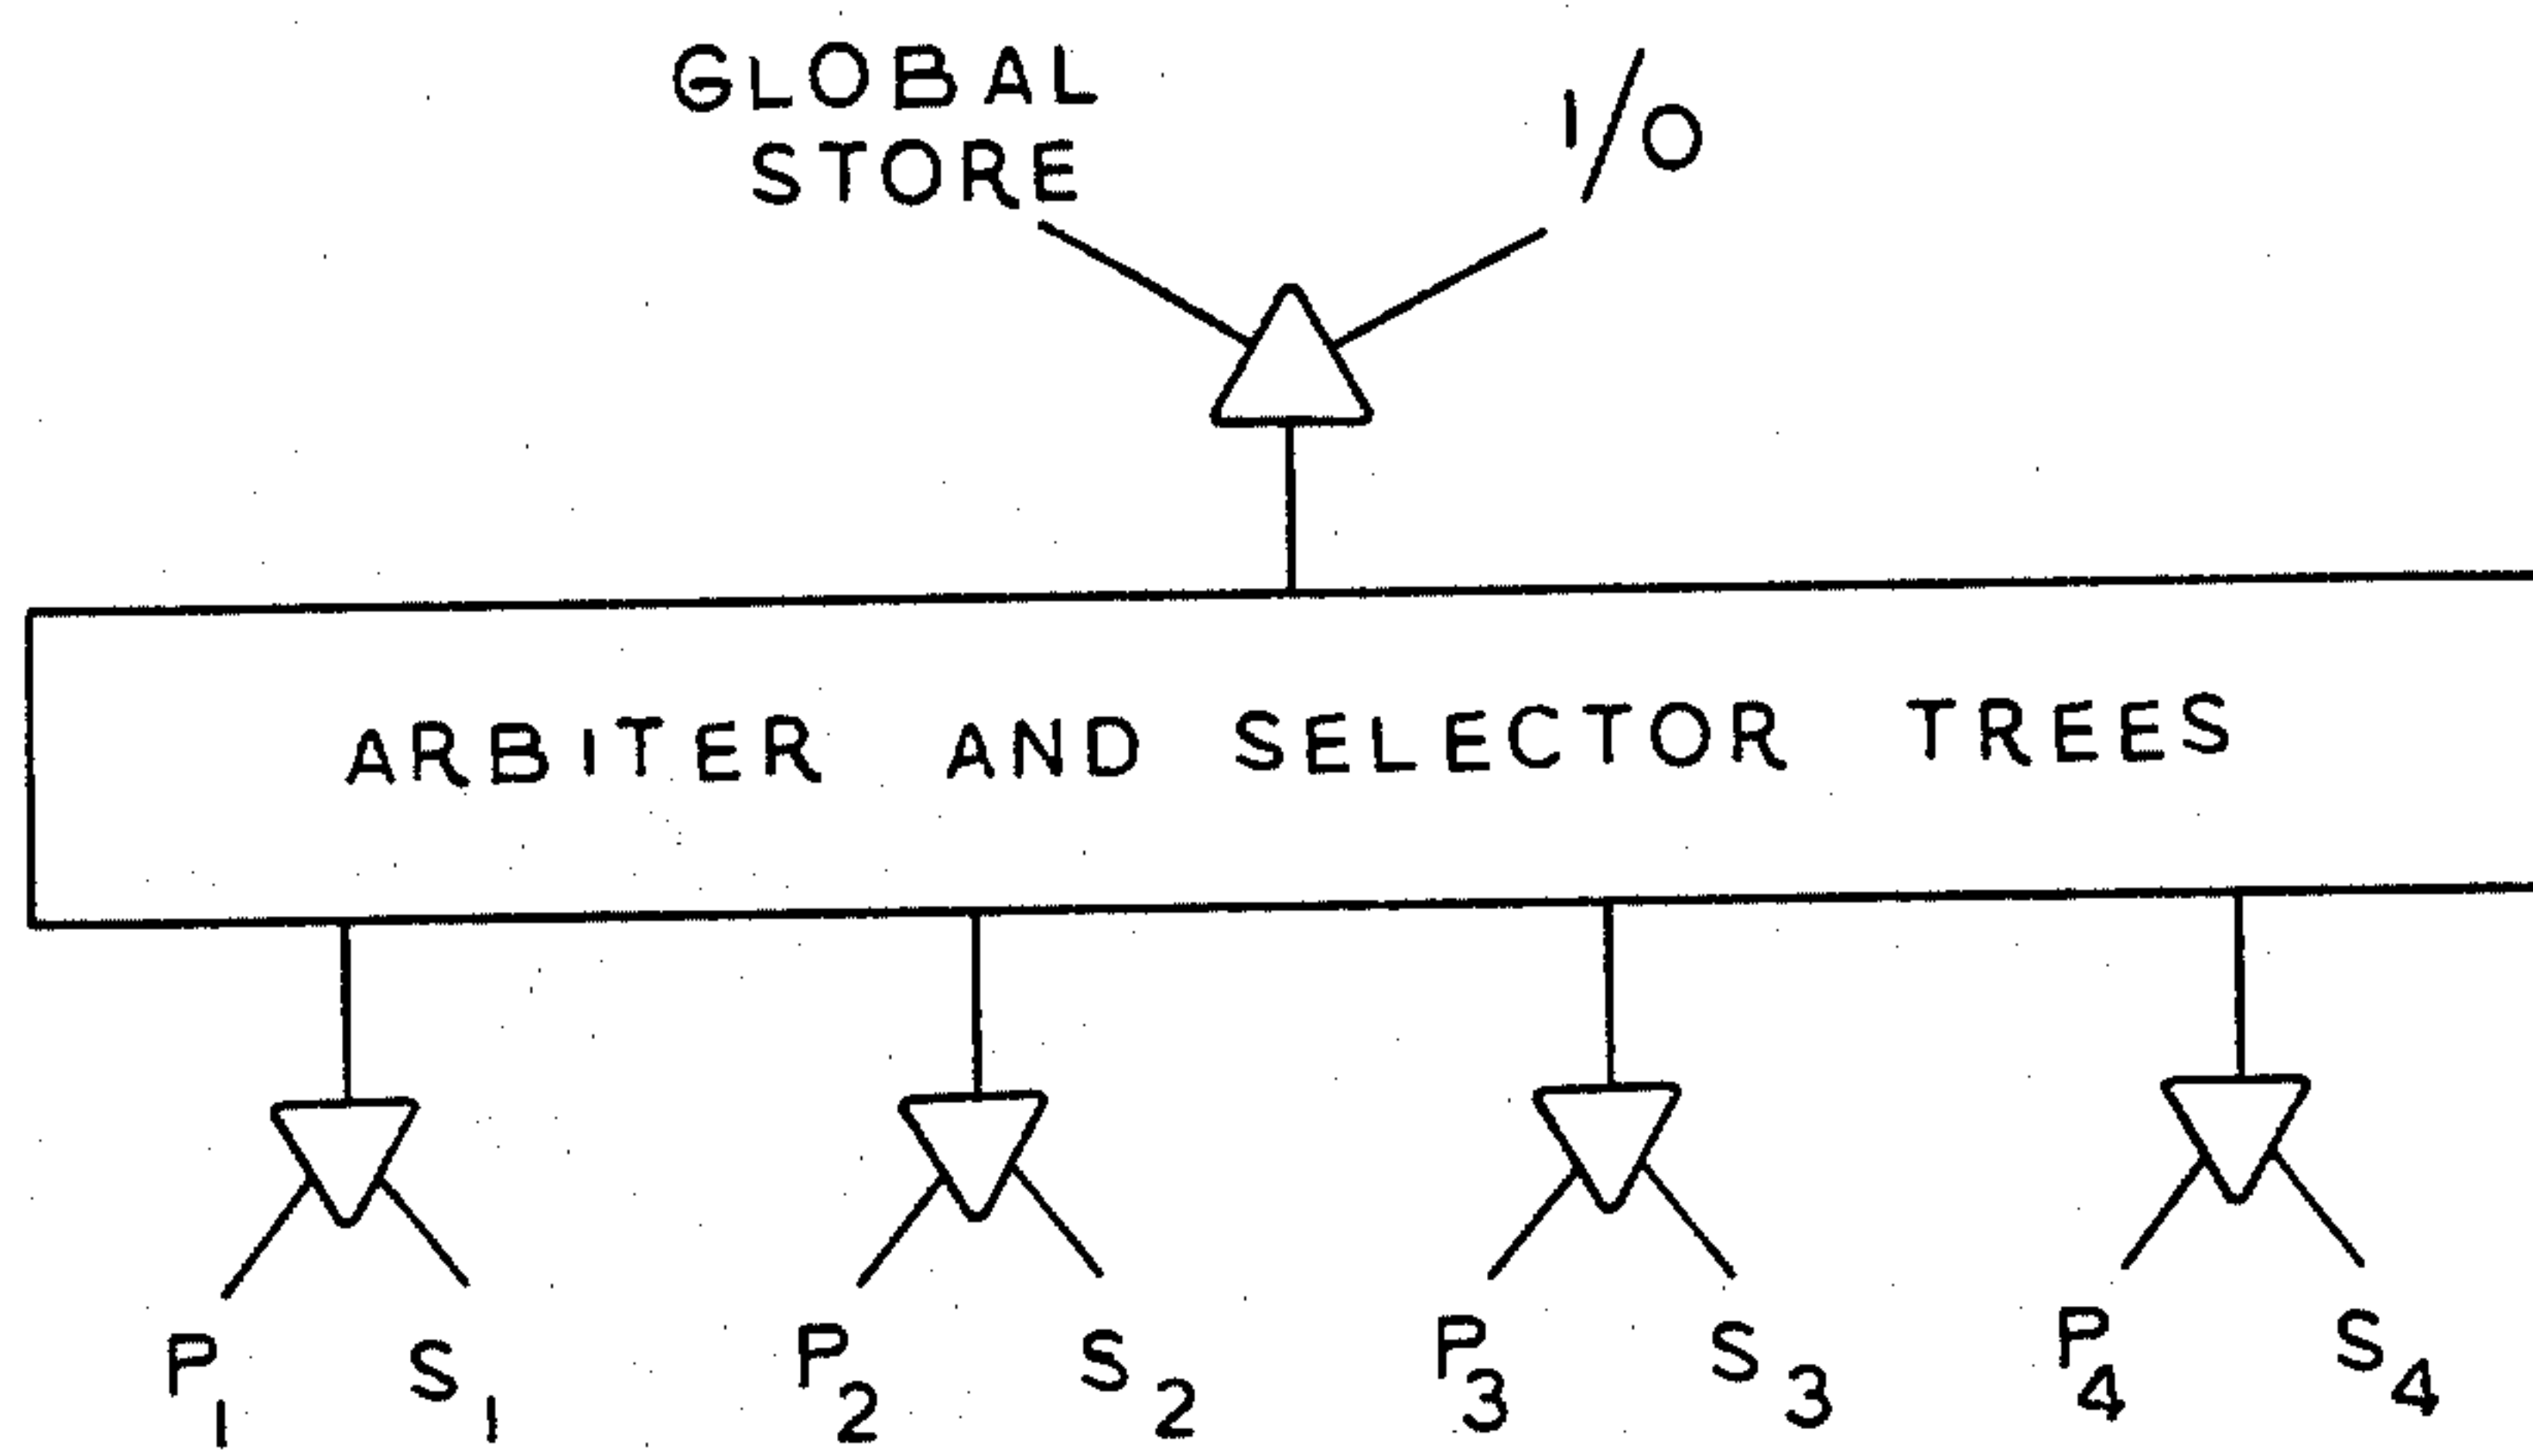 GLOBAL
STORE
I/O
ARBITER AND SELECTOR TREES
P1 S1 P2 S2 P3 S3 P4 S4